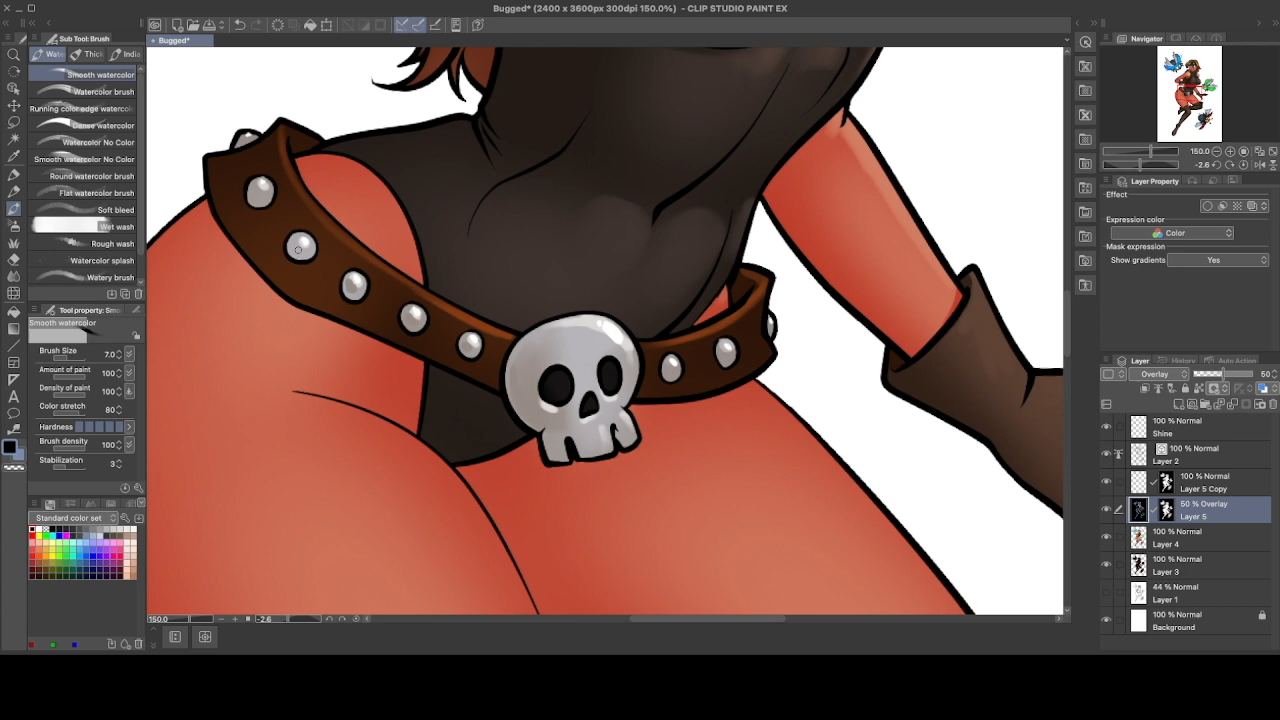 Bugged* (2400 x 3600px 300dpi 150.0%) - CLIP STUDIO PAINT EX
Sub Tool: Brush
Bugged*
Navigator
Thick
Smooth watercolor
Watercolor brush
Running color edge watercol
Dense watercolor
Watercolor No Color
Smooth watercolor No Color
Round watercolor brush
Flat watercolor brush
Soft bleed
Wet wash
Rough wash
Watercolor splash
Watery brush
Tool property: Smo
Smooth watercolor
Brush Size 7.0
Amount of paint 100
Density of paint 100
Color stretch 80
Hardness
Brush density 100
Stabilization 3
Standard color set
150.0
-2.6
150.0
-2.6
Layer Property
Effect
Expression color
Color
Mask expression
Show gradients Yes
Layer History Auto Action
Overlay 50
100 % Normal
Shine
100 % Normal
Layer 2
100 % Normal
Layer 5 Copy
50 % Overlay
Layer 5
100 % Normal
Layer 4
100 % Normal
Layer 3
44 % Normal
Layer 1
100 % Normal
Background